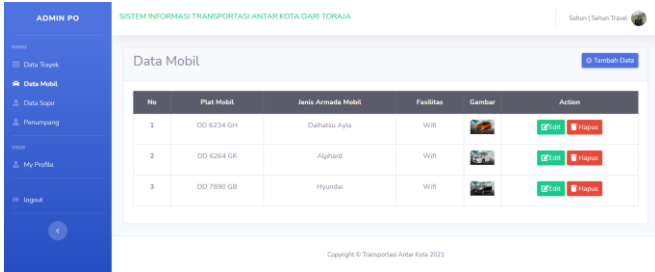 ADMIN PO
SISTEM INFORMASI TRANSPORTASI ANTAR KOTA DARI TORAJA
Sehun | Sehun Travel
MENU
Data Trayek
Data Mobil
Data Sopir
Penumpang
USER
My Profile
logout
Data Mobil
Tambah Data
No Plat Mobil Jenis Armada Mobil Fasilitas Gambar Action
1 DD 6234 GH Daihatsu Ayla Wifi Edit Hapus
2 DD 6264 GK Alphard Wifi Edit Hapus
3 DD 7890 GB Hyundai Wifi Edit Hapus
Copyright © Transportasi Antar Kota 2021